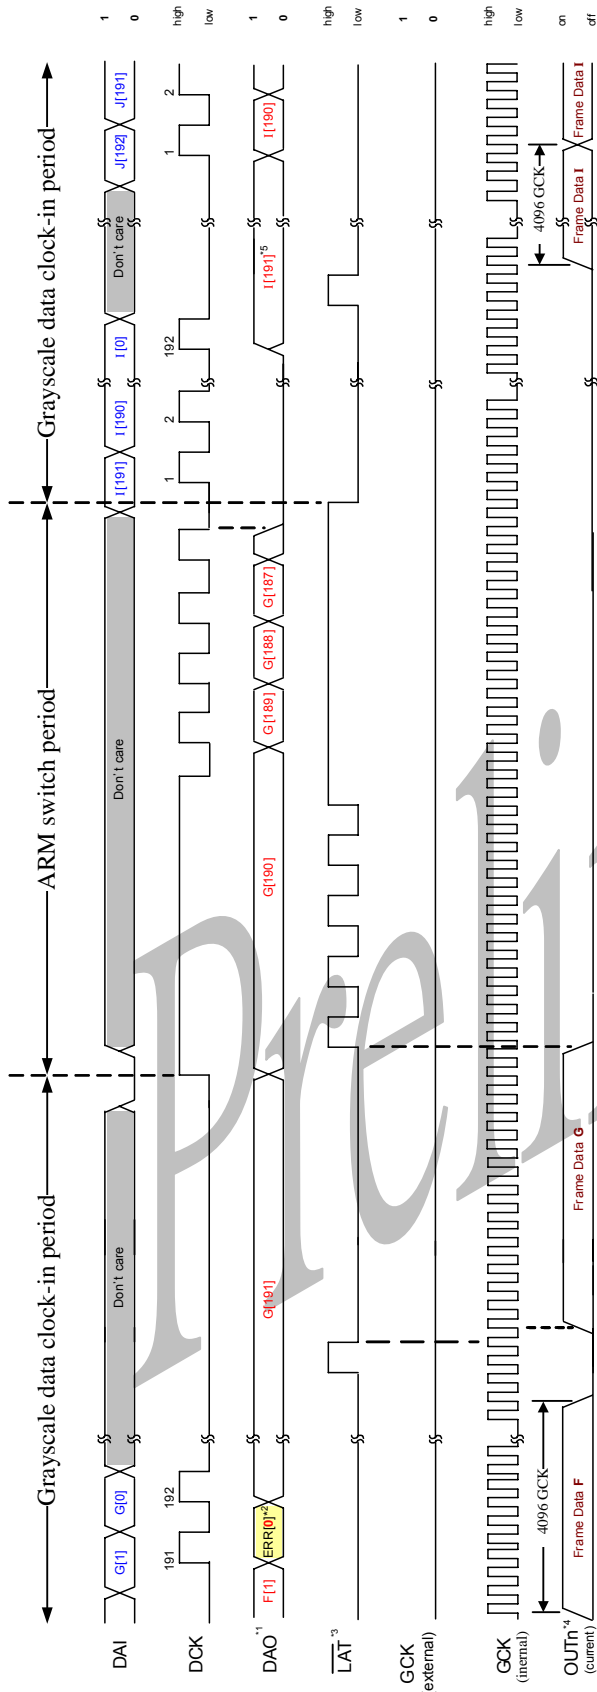 Grayscale data clock-in period ARM switch period Grayscale data clock-in period
DAI G[1] G[0] Don't care Don't care I[191] I[190] I[0] Don't care J[192] J[191] 1 0
DCK 191 192 1 2 192 1 2 high low
DAO*1 F[1] ERR[0]*2 G[191] G[190] G[189] G[188] G[187] I[191]*5 I[190] 1 0
LAT*3 high low
GCK external) 1 0
GCK (inernal) high low
4096 GCK 4096 GCK
OUTn*4 (current) Frame Data F Frame Data G Frame Data I Frame Data I on off
Preli